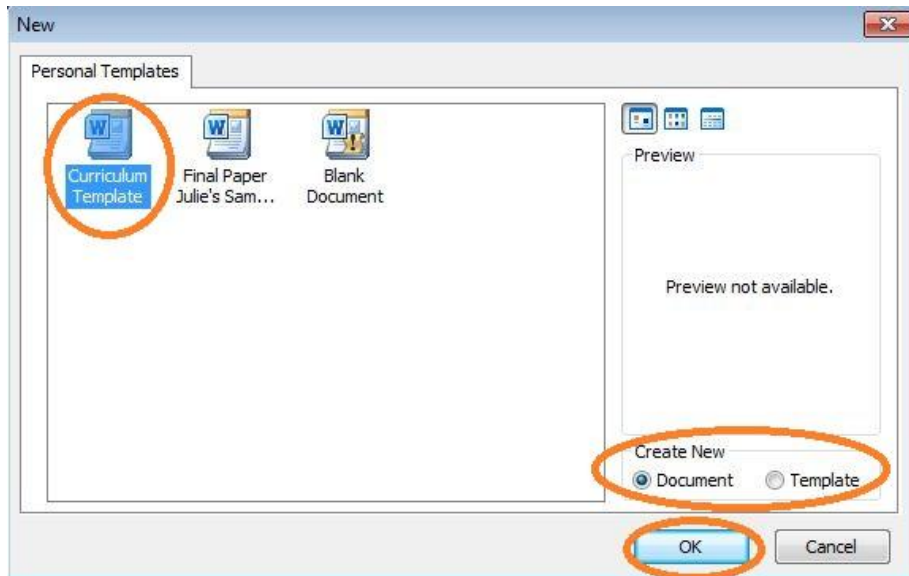 New
Personal Templates
Curriculum
Template
Final Paper
Julie's Sam...
Blank
Document
Preview
Preview not available.
Create New
Document
Template
OK
Cancel